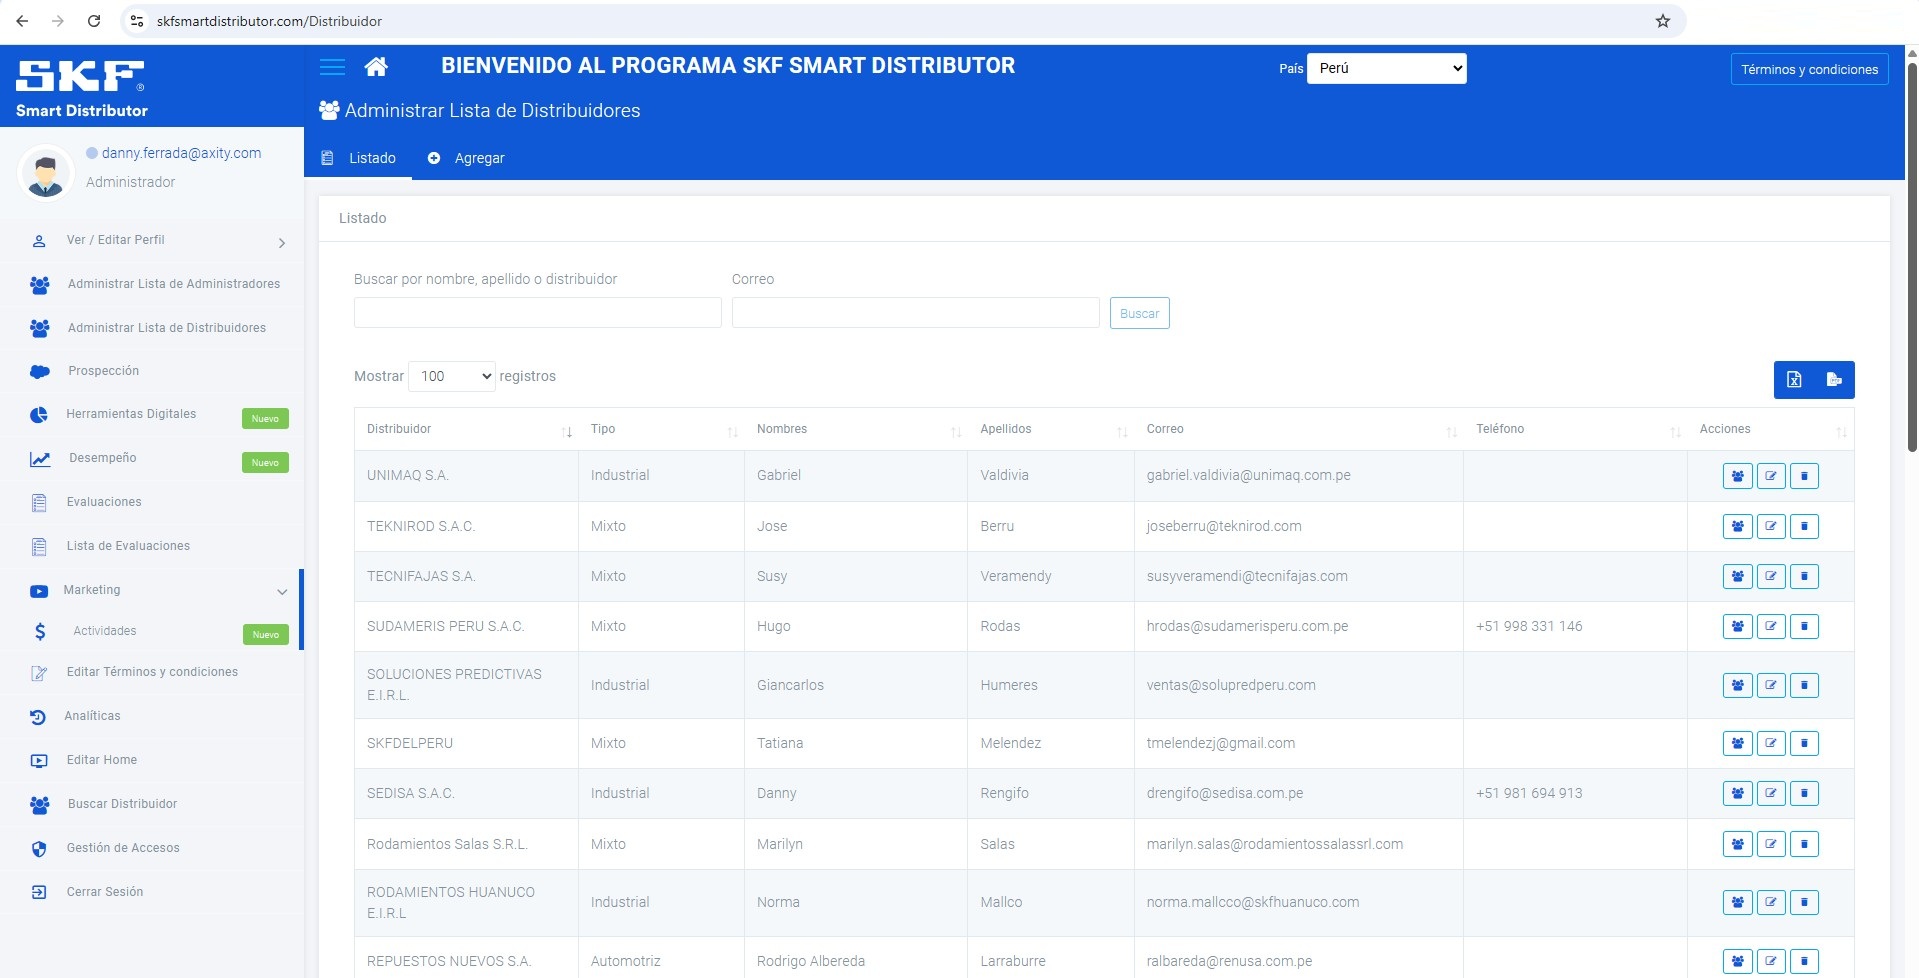 skfsmartdistributor.com/Distribuidor
SKF®
Smart Distributor
BIENVENIDO AL PROGRAMA SKF SMART DISTRIBUTOR
País Perú
Términos y condiciones
Administrar Lista de Distribuidores
Listado
Agregar
danny.ferrada@axity.com
Administrador
Ver / Editar Perfil
Administrar Lista de Administradores
Administrar Lista de Distribuidores
Prospección
Herramientas Digitales Nuevo
Desempeño Nuevo
Evaluaciones
Lista de Evaluaciones
Marketing
Actividades Nuevo
Editar Términos y condiciones
Analíticas
Editar Home
Buscar Distribuidor
Gestión de Accesos
Cerrar Sesión
Listado
Buscar por nombre, apellido o distribuidor Correo
Buscar
Mostrar 100 registros
Distribuidor Tipo Nombres Apellidos Correo Teléfono Acciones
UNIMAQ S.A. Industrial Gabriel Valdivia gabriel.valdivia@unimaq.com.pe
TEKNIROD S.A.C. Mixto Jose Berru joseberru@teknirod.com
TECNIFAJAS S.A. Mixto Susy Veramendy susyveramendi@tecnifajas.com
SUDAMERIS PERU S.A.C. Mixto Hugo Rodas hrodas@sudamerisperu.com.pe +51 998 331 146
SOLUCIONES PREDICTIVAS
E.I.R.L. Industrial Giancarlos Humeres ventas@solupredperu.com
SKFDELPERU Mixto Tatiana Melendez tmelendezj@gmail.com
SEDISA S.A.C. Industrial Danny Rengifo drengifo@sedisa.com.pe +51 981 694 913
Rodamientos Salas S.R.L. Mixto Marilyn Salas marilyn.salas@rodamientossalassrl.com
RODAMIENTOS HUANUCO
E.I.R.L Industrial Norma Mallco norma.mallcco@skfhuanuco.com
REPUESTOS NUEVOS S.A. Automotriz Rodrigo Albereda Larraburre ralbareda@renusa.com.pe